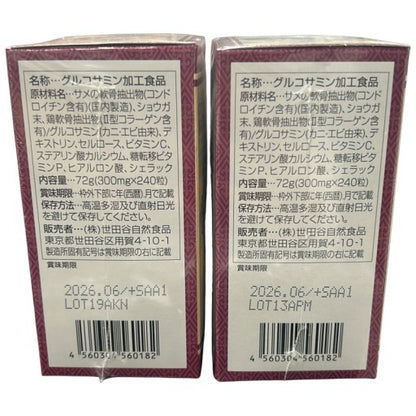 名称…グルコサミン加工食品
原材料名…サメの軟骨抽出物(コンド
ロイチン含有)(国内製造)、ショウガ
末、鶏軟骨抽出物(Ⅱ型コラーゲン含
有)/グルコサミン(カニ・エビ由来)、デ
キストリン、セルロース、ビタミンC、
ステアリン酸カルシウム、糖転移ビタ
ミンP、ヒアルロン酸、シェラック
内容量…72g(300mg×240粒)
賞味期限…枠外下部に年(西暦)月で記載
保存方法…高温多湿及び直射日光
を避けて保存してください。
販売者…(株)世田谷自然食品
東京都世田谷区用賀4-10-1
製造所固有記号は賞味期限の右に記載
賞味期限
2026.06/+5AA1
LOT19AKN
4 560304 560182
名称…グルコサミン加工食品
原材料名…サメの軟骨抽出物(コンド
ロイチン含有)(国内製造)、ショウガ
末、鶏軟骨抽出物(Ⅱ型コラーゲン含
有)/グルコサミン(カニ・エビ由来)、デ
キストリン、セルロース、ビタミンC、
ステアリン酸カルシウム、糖転移ビタ
ミンP、ヒアルロン酸、シェラック
内容量…72g(300mg×240粒)
賞味期限…枠外下部に年(西暦)月で記載
保存方法…高温多湿及び直射日光
を避けて保存してください。
販売者…(株)世田谷自然食品
東京都世田谷区用賀4-10-1
製造所固有記号は賞味期限の右に記載
賞味期限
2026.06/+5AA1
LOT13APM
4 560304 560182